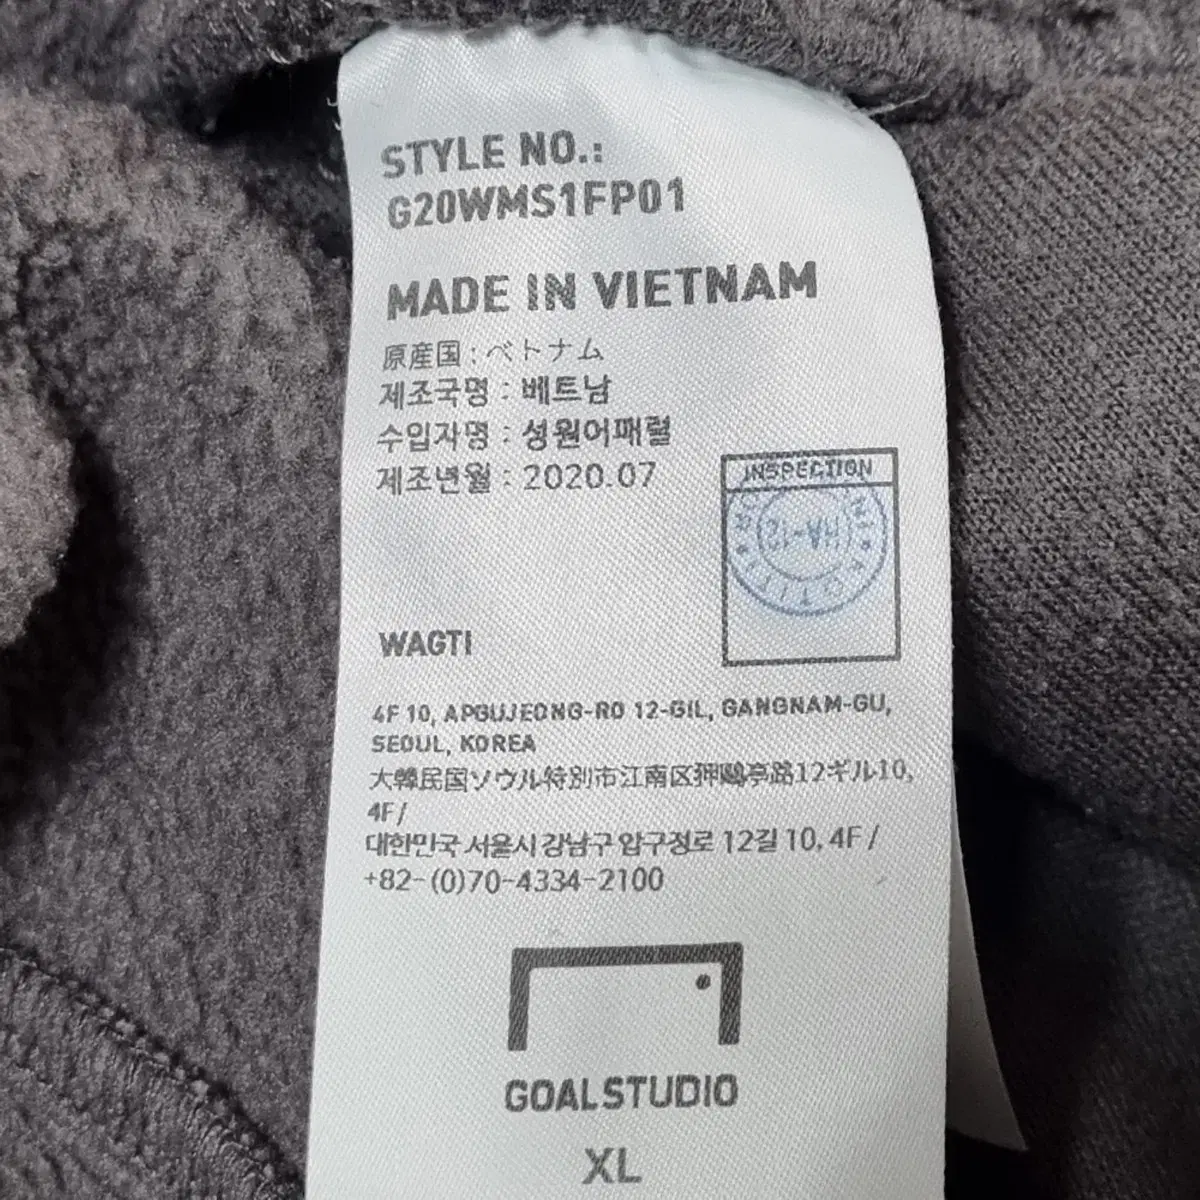 STYLE NO.:
G20WMS1FP01
MADE IN VIETNAM
原産国:ベトナム
제조국명 : 베트남
수입자명 : 성원어패럴
제조년월 : 2020.07
INSPECTION
(HA-12)
KOTITI
WAGTI
4F 10, APGUJEONG-RO 12-GIL, GANGNAM-GU,
SEOUL, KOREA
大韓民国ソウル特別市江南区狎鷗亭路12ギル10,
4F/
대한민국 서울시 강남구 압구정로 12길 10, 4F /
+82-(0)70-4334-2100
GOALSTUDIO
XL